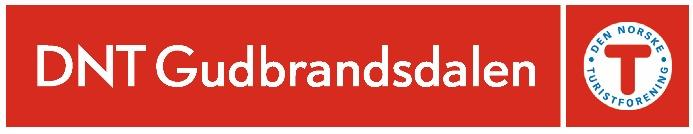 DNT Gudbrandsdalen
DEN NORSKE
T
TURISTFORENING